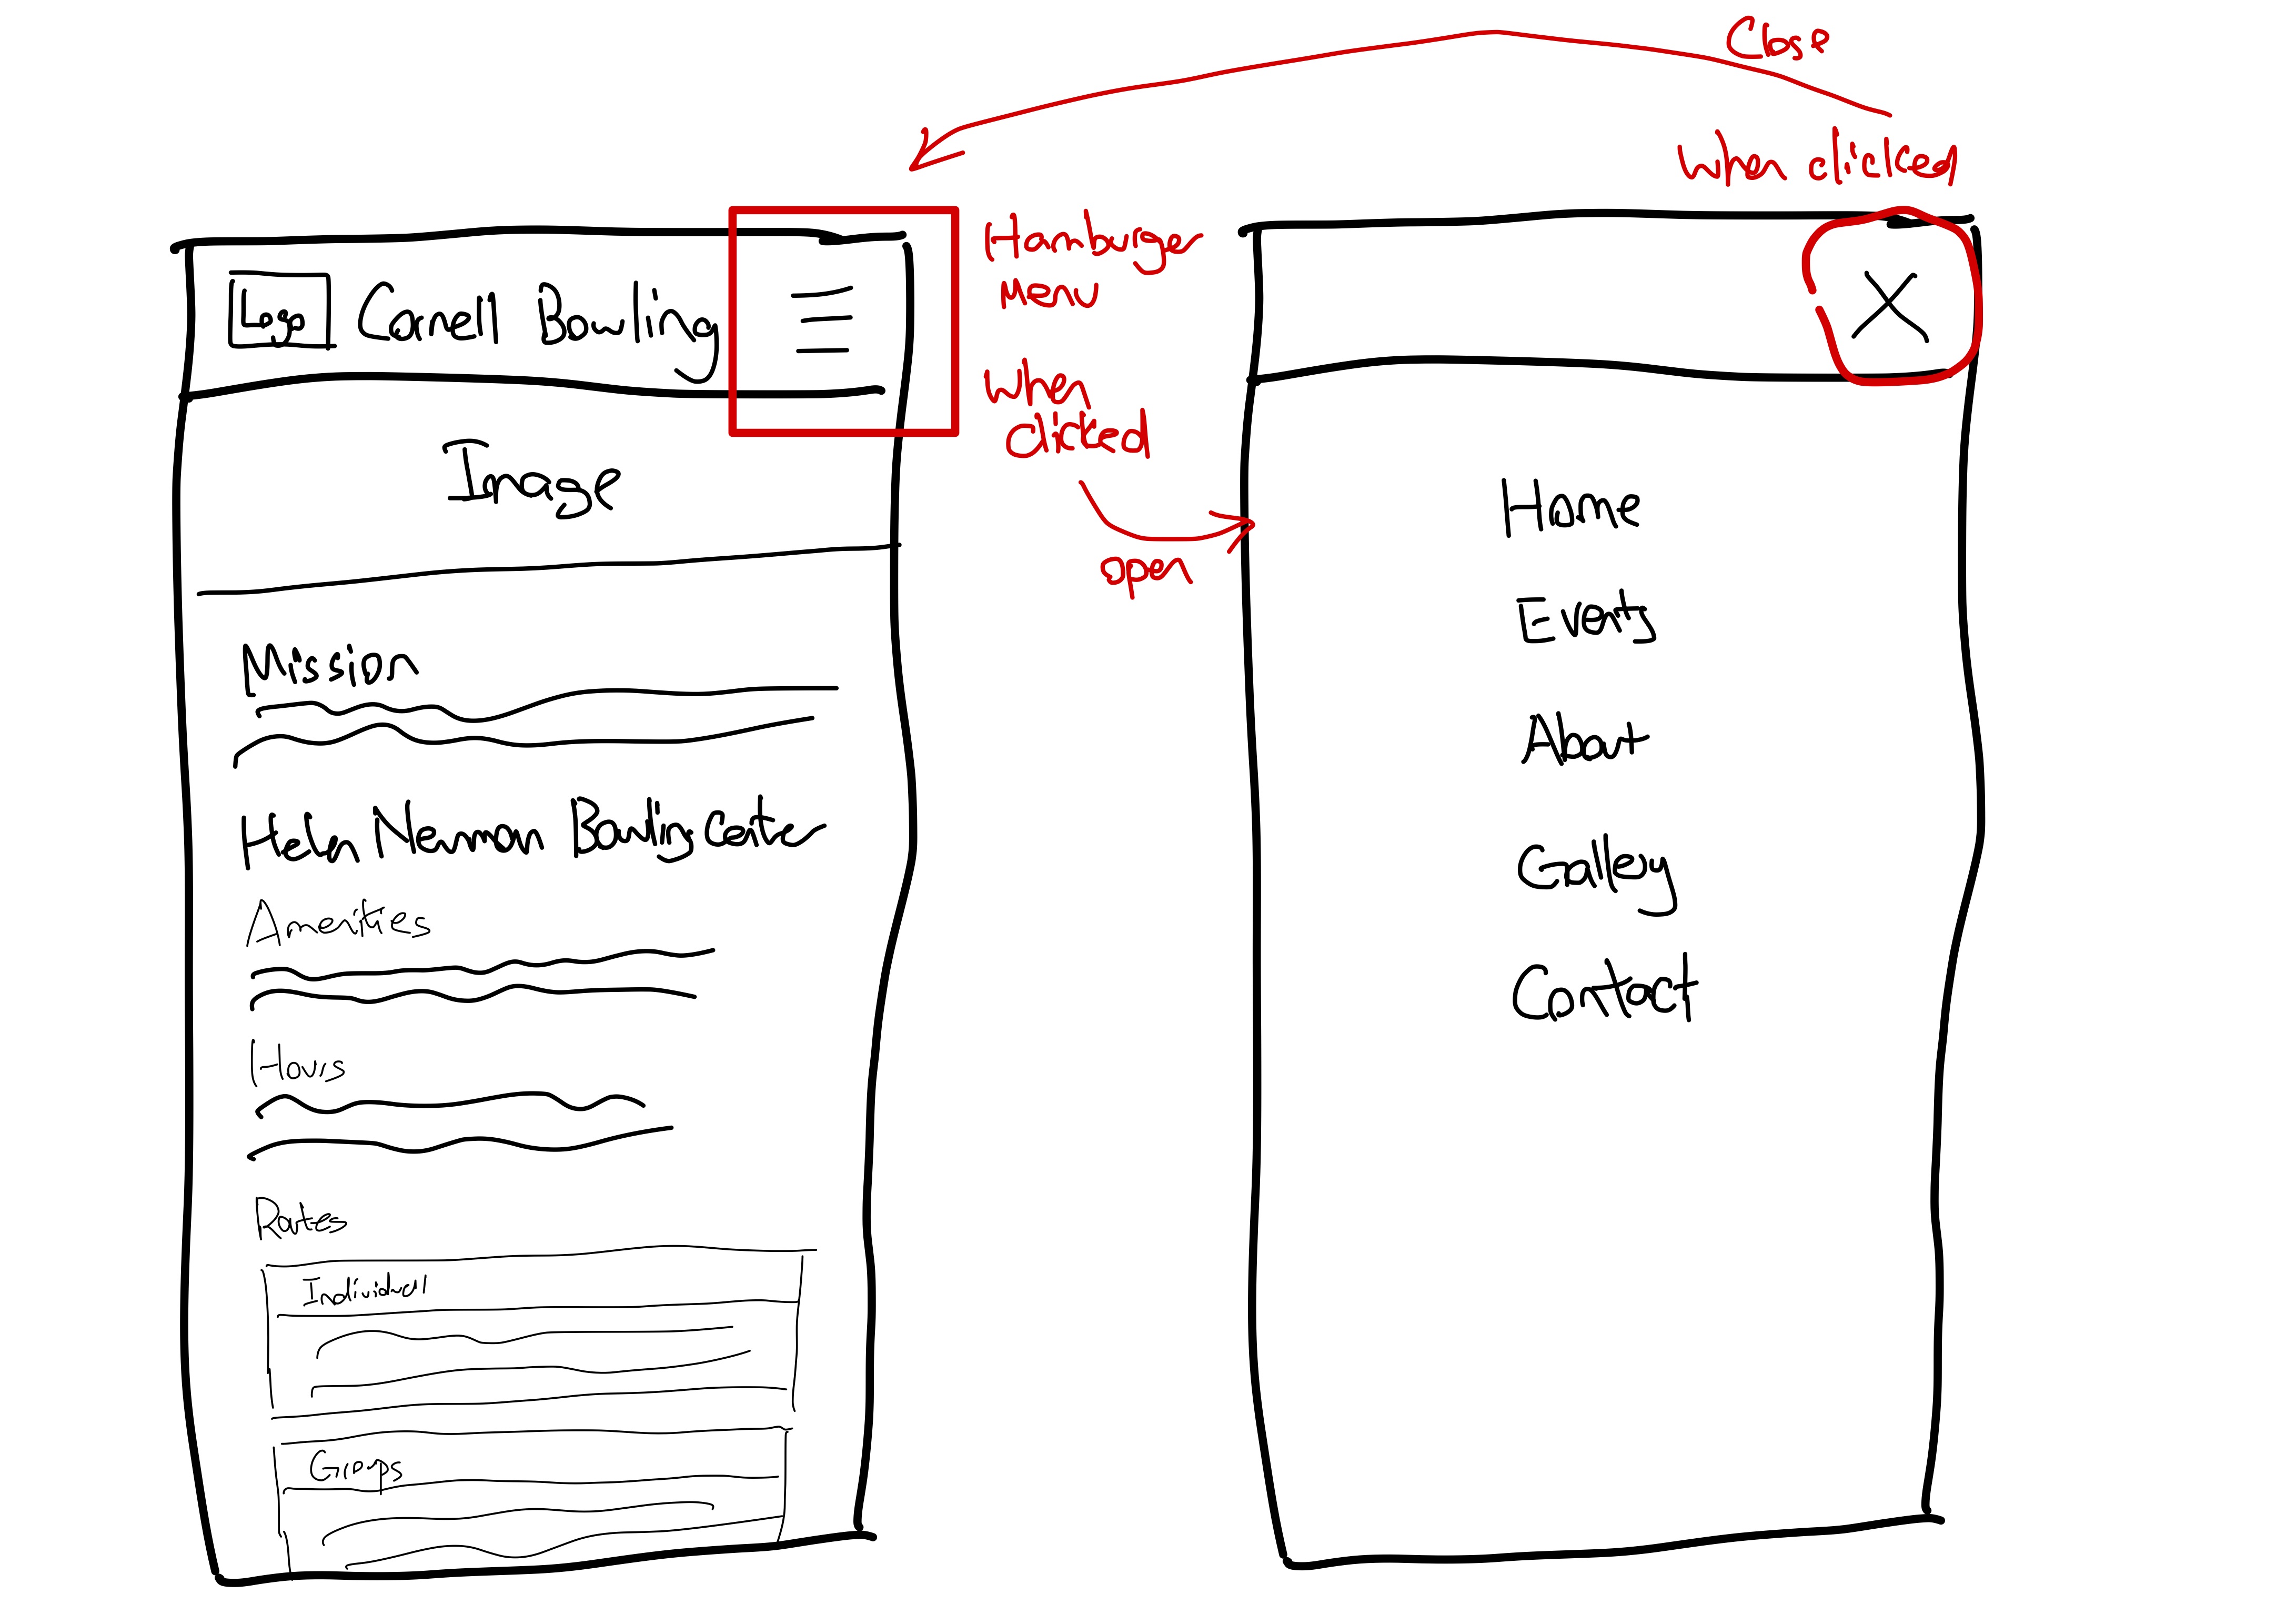 Close
when clicked
Logo Cornell Bowling
Hamburger
Menu
when
clicked
open
Image
Mission
Helen Newman Bowling center
Amenities
Hours
Rates
Individual
Groups
X
Home
Events
About
Gallery
Contact